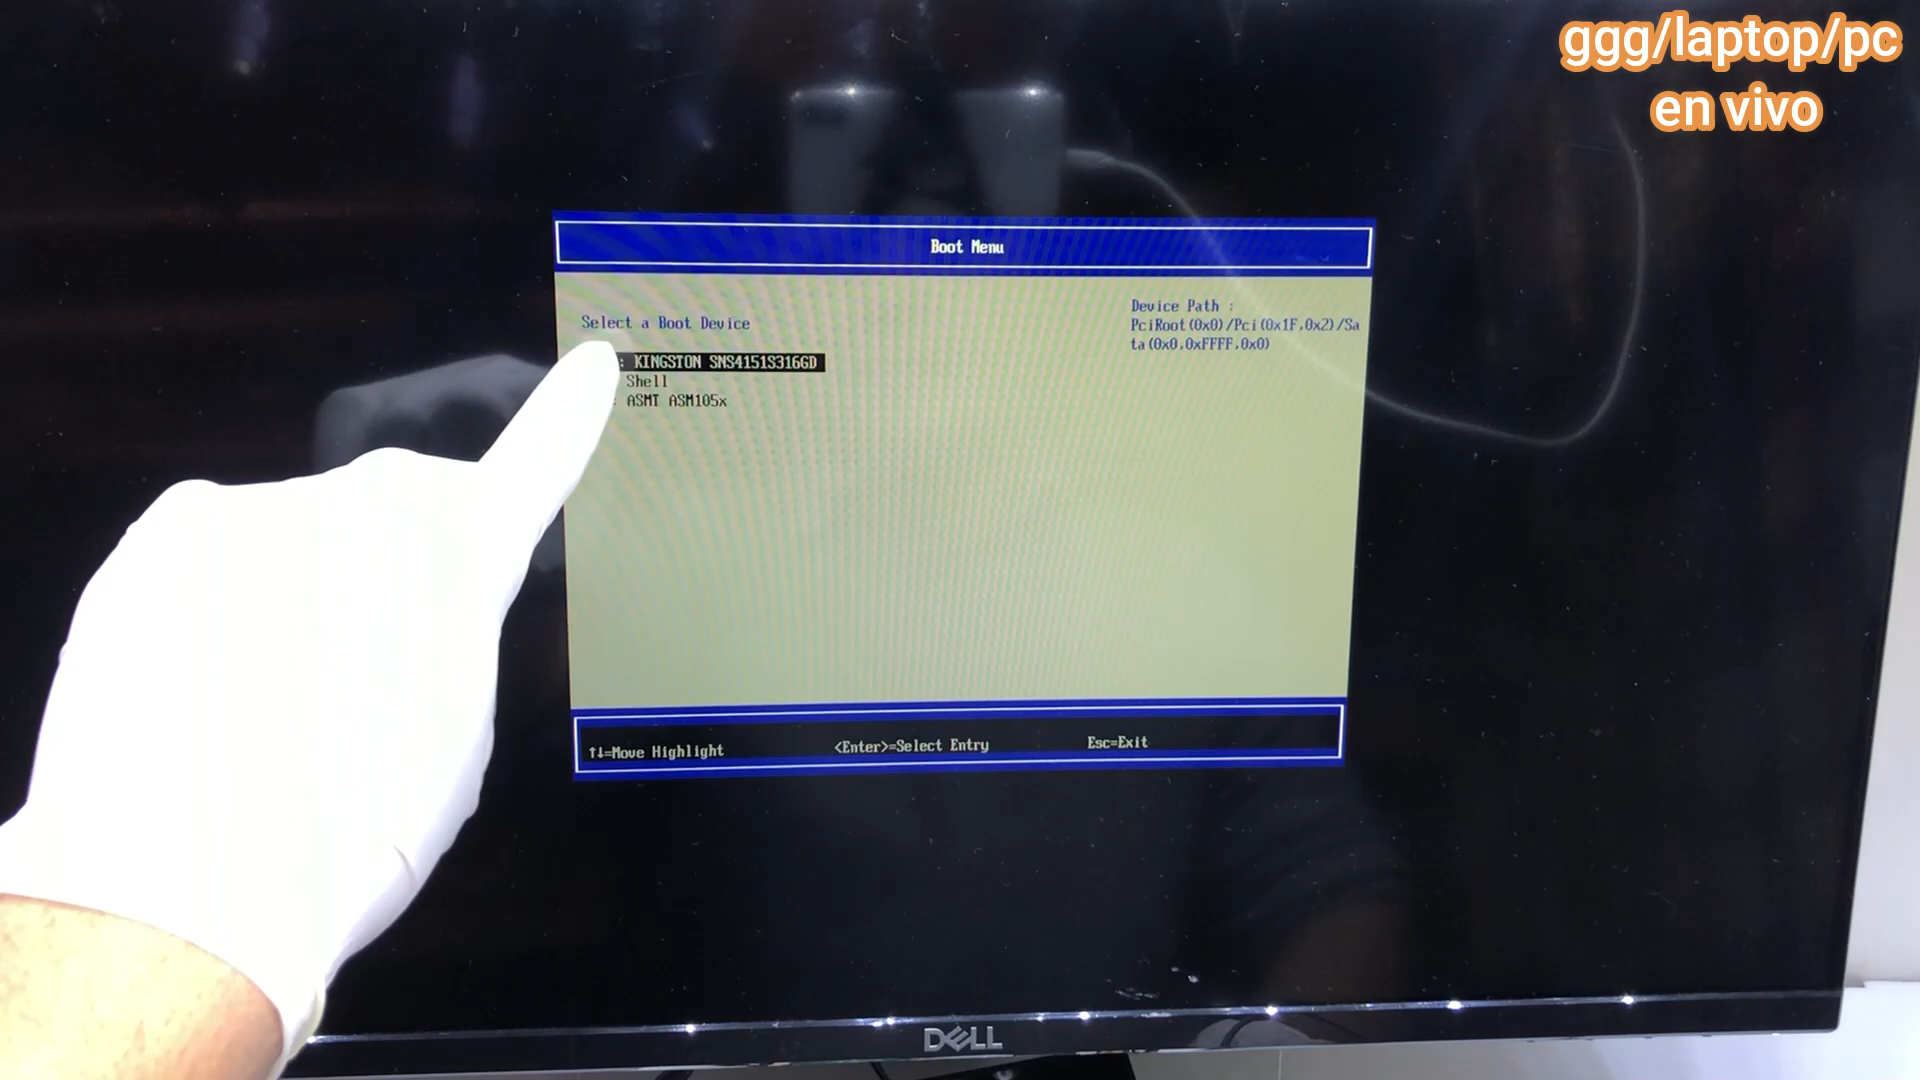 ggg/laptop/pc
en vivo
Boot Menu
Select a Boot Device
: KINGSTON SNS4151S316GD
Shell
: ASMT ASM105x
Device Path :
PciRoot(0x0)/Pci(0x1F,0x2)/Sa
ta(0x0,0xFFFF,0x0)
↑↓=Move Highlight
<Enter>=Select Entry
Esc=Exit
DELL